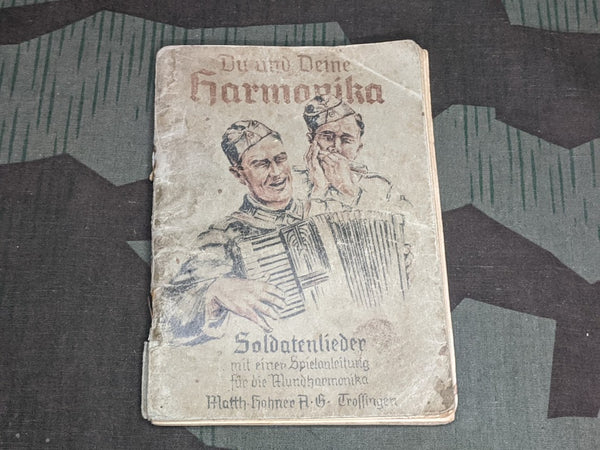 Du und Deine
Harmonika
Soldatenlieder
mit einer Spielanleitung
für die Mundharmonika
Matth. Hohner A.G. Trossingen